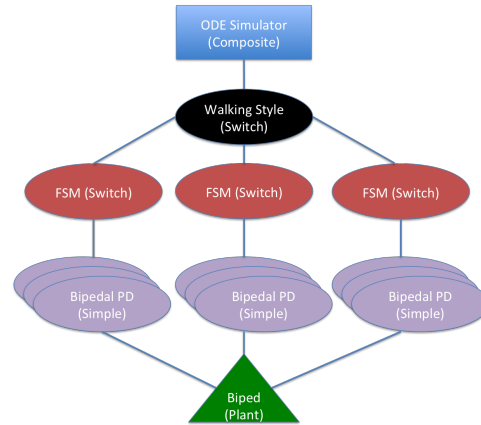 ODE Simulator
(Composite)
Walking Style
(Switch)
FSM (Switch)
FSM (Switch)
FSM (Switch)
Bipedal PD
(Simple)
Bipedal PD
(Simple)
Bipedal PD
(Simple)
Biped
(Plant)